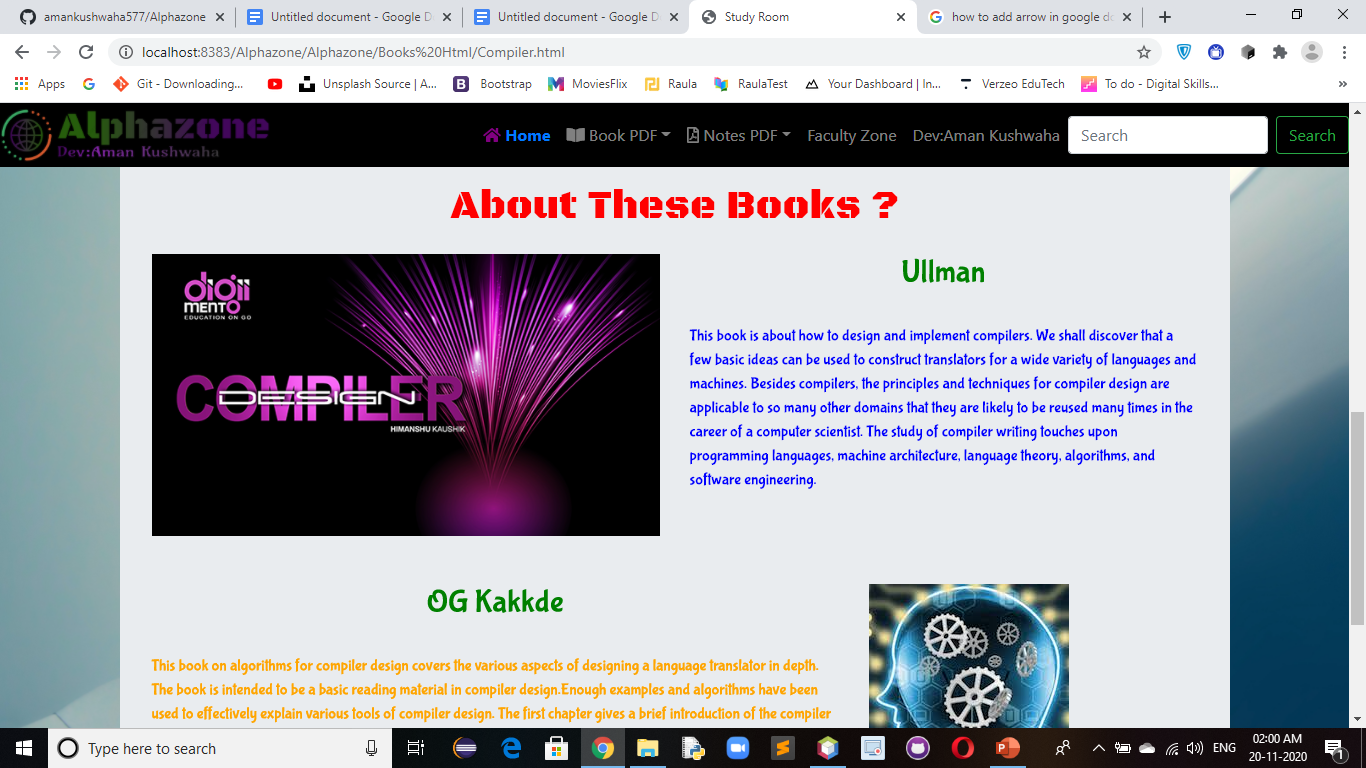 amankushwaha577/Alphazone
Untitled document - Google D
Untitled document - Google D
Study Room
how to add arrow in google do
localhost:8383/Alphazone/Alphazone/Books%20Html/Compiler.html
Apps
Git - Downloading...
Unsplash Source | A...
Bootstrap
MoviesFlix
Raula
RaulaTest
Your Dashboard | In...
Verzeo EduTech
To do - Digital Skills...
»
Alphazone
Dev:Aman Kushwaha
Home
Book PDF
Notes PDF
Faculty Zone
Dev:Aman Kushwaha
Search
Search
About These Books ?
digii
MENTO
EDUCATION ON GO
COMPILER
DESIGN
HIMANSHU KAUSHIK
Ullman
This book is about how to design and implement compilers. We shall discover that a
few basic ideas can be used to construct translators for a wide variety of languages and
machines. Besides compilers, the principles and techniques for compiler design are
applicable to so many other domains that they are likely to be reused many times in the
career of a computer scientist. The study of compiler writing touches upon
programming languages, machine architecture, language theory, algorithms, and
software engineering.
OG Kakkde
This book on algorithms for compiler design covers the various aspects of designing a language translator in depth.
The book is intended to be a basic reading material in compiler design.Enough examples and algorithms have been
used to effectively explain various tools of compiler design. The first chapter gives a brief introduction of the compiler
Type here to search
ENG
02:00 AM
20-11-2020
1